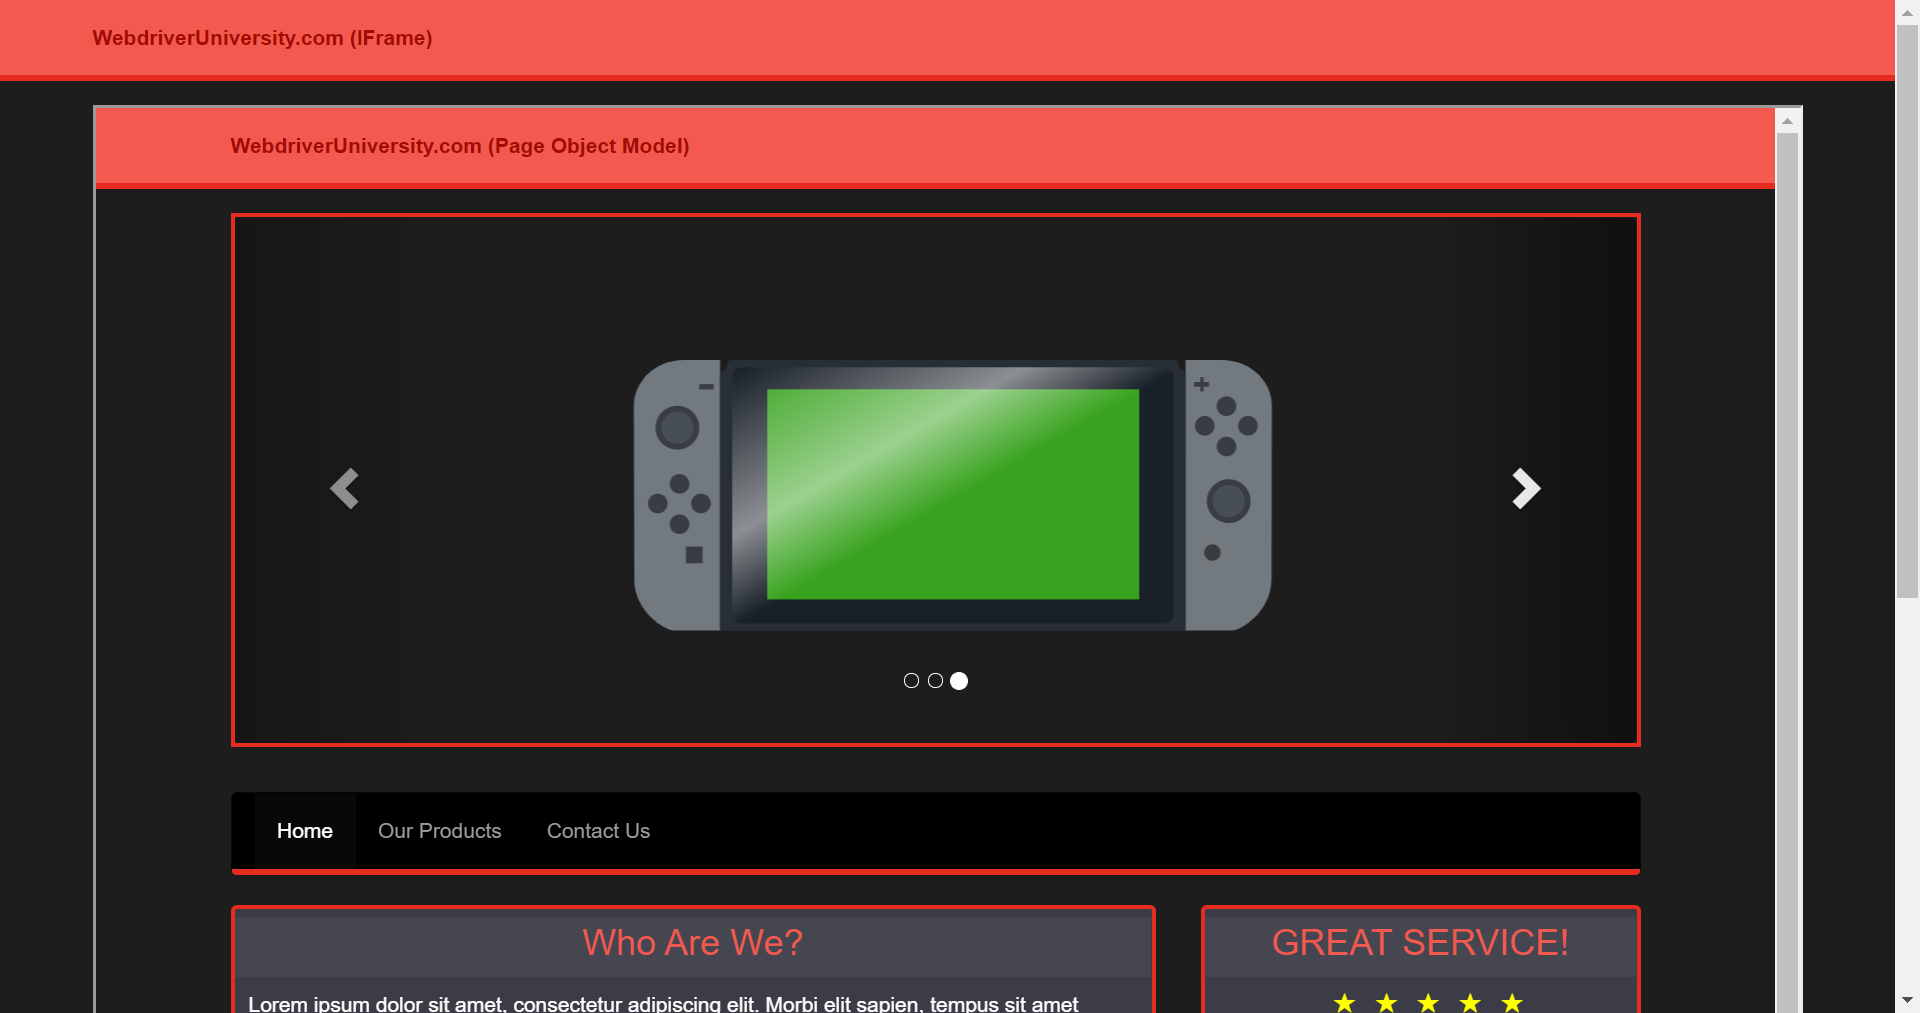 WebdriverUniversity.com (IFrame)
WebdriverUniversity.com (Page Object Model)
Home Our Products Contact Us
Who Are We?
GREAT SERVICE!
Lorem ipsum dolor sit amet, consectetur adipiscing elit. Morbi elit sapien, tempus sit amet